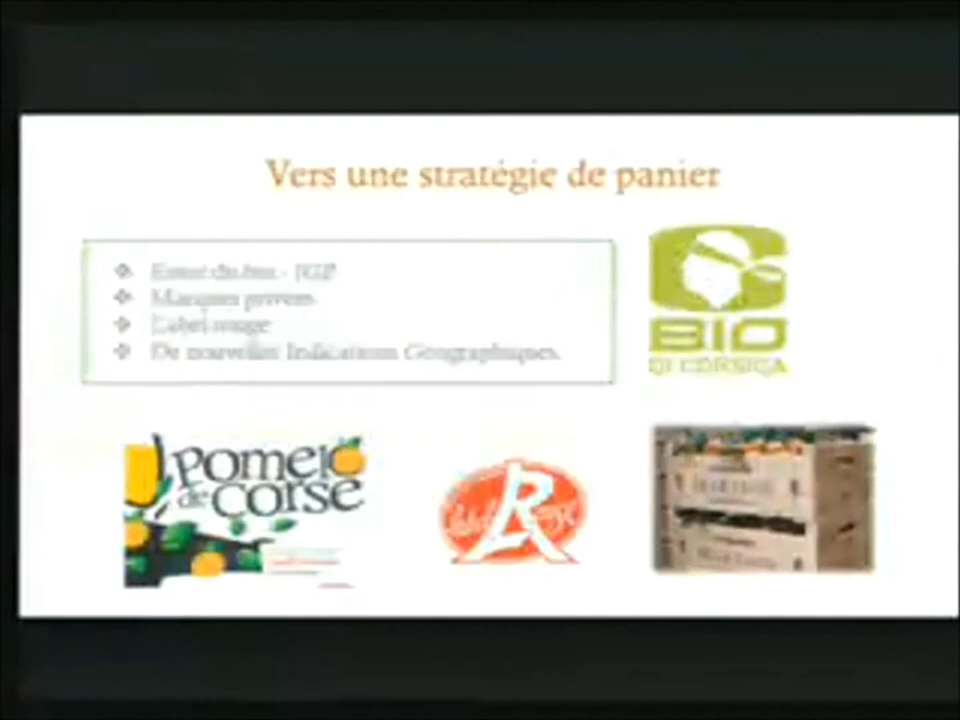 Vers une stratégie de panier
Marques privées
Label rouge
De nouvelles Indications Géographiques
BIO
DI CORSICA
Pomelo
de Corse